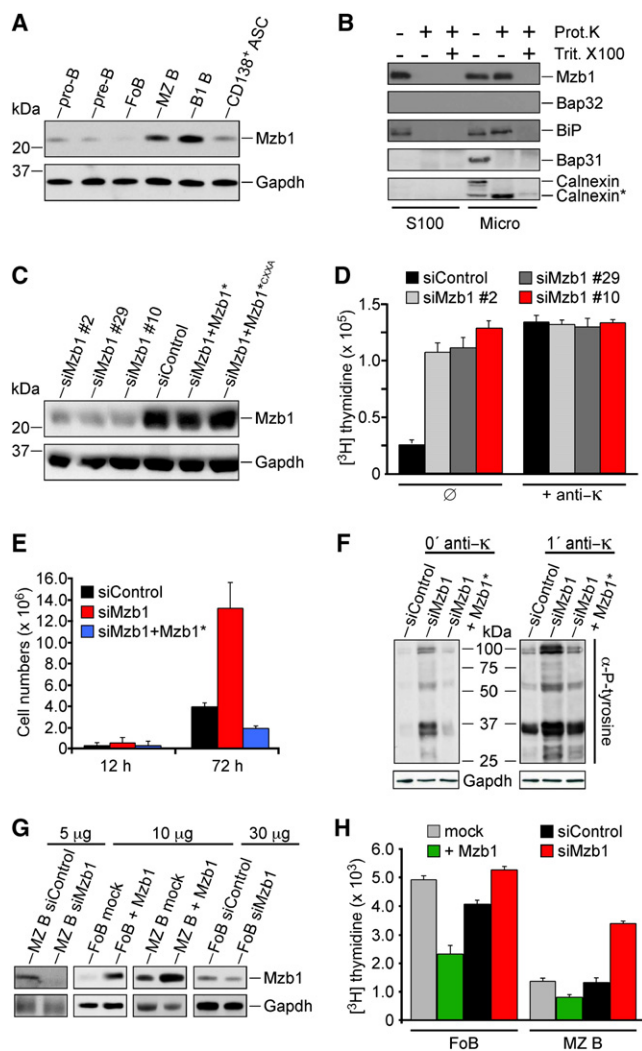 A
pro-B
pre-B
FoB
MZ B
B1 B
CD138+ ASC
kDa
20
Mzb1
37
Gapdh
B
- + + - + + Prot.K
- - + - - + Trit. X100
Mzb1
Bap32
BiP
Bap31
Calnexin
Calnexin*
S100 Micro
C
siMzb1 #2
siMzb1 #29
siMzb1 #10
siControl
siMzb1+Mzb1*
siMzb1+Mzb1*CXXA
kDa
20
Mzb1
37
Gapdh
D
siControl
siMzb1 #29
siMzb1 #2
siMzb1 #10
[3H] thymidine (x 10⁵)
1.5
1.0
0.5
0
Ø
+ anti–κ
E
Cell numbers (x 10⁶)
16.0
14.0
12.0
10.0
8.0
6.0
4.0
2.0
0
siControl
siMzb1
siMzb1+Mzb1*
12 h
72 h
F
0´ anti–κ
1´ anti–κ
siControl
siMzb1
siMzb1 + Mzb1*
siControl
siMzb1
siMzb1 + Mzb1*
kDa
100
75
50
37
25
α-P-tyrosine
Gapdh
G
5 µg
10 µg
30 µg
MZ B siControl
MZ B siMzb1
FoB mock
FoB + Mzb1
MZ B mock
MZ B + Mzb1
FoB siControl
FoB siMzb1
Mzb1
Gapdh
H
mock
siControl
+ Mzb1
siMzb1
[3H] thymidine (x 10³)
6.0
5.0
4.0
3.0
2.0
1.0
0
FoB
MZ B